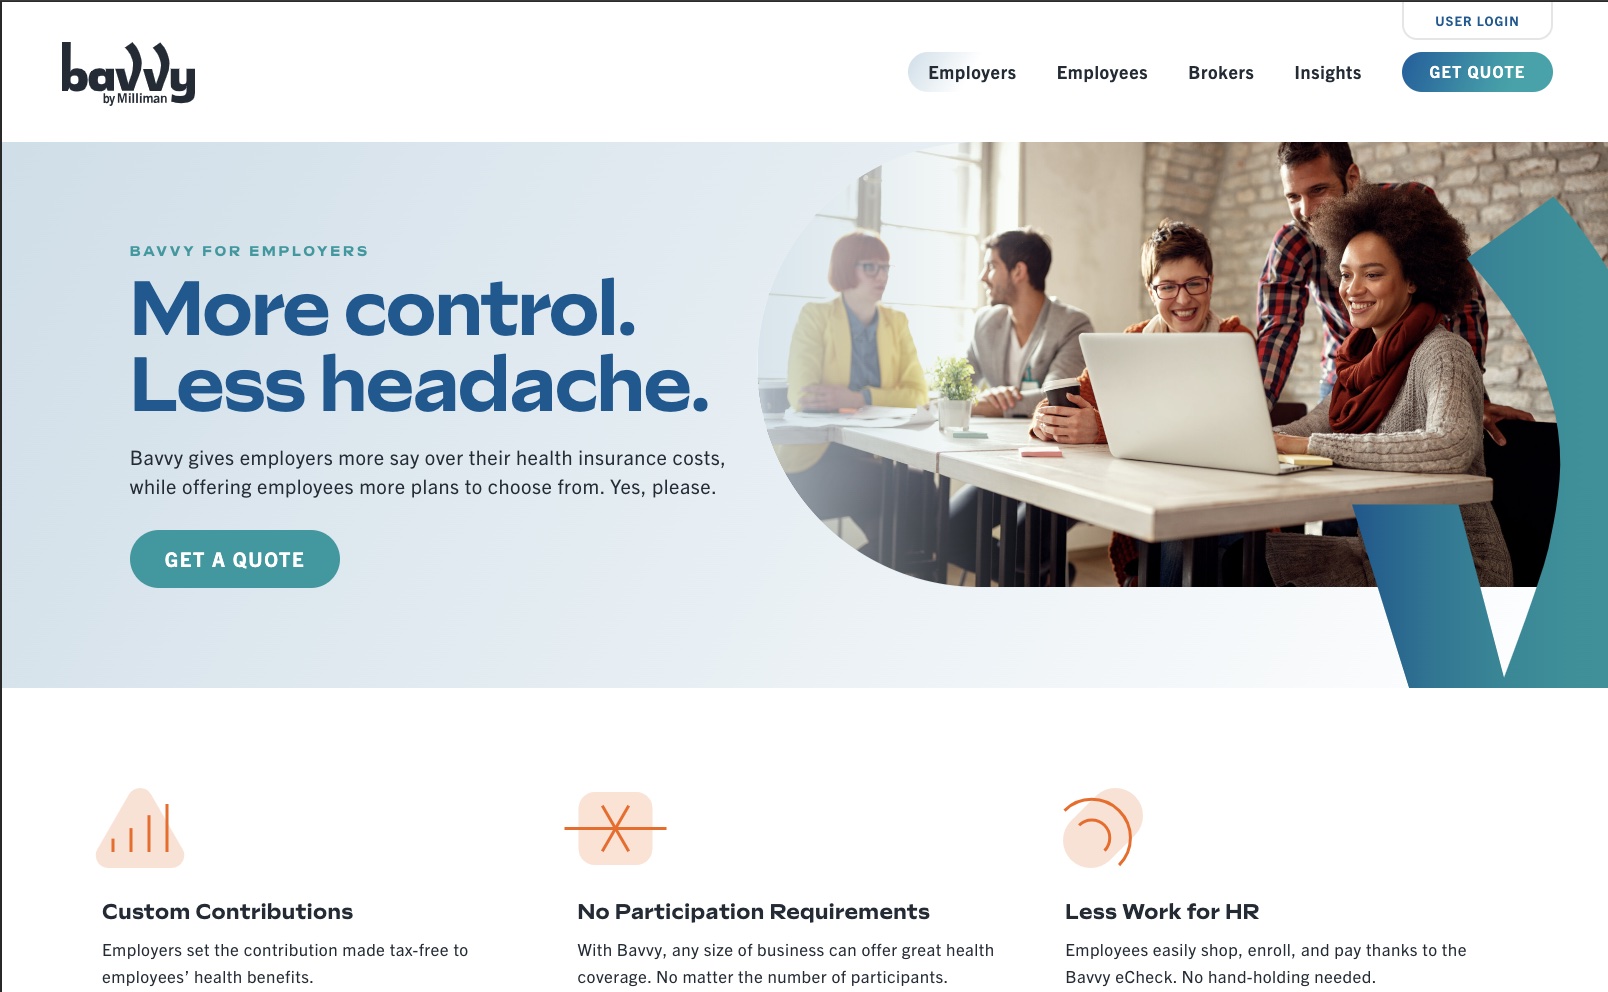 USER LOGIN
bavvy
by Milliman
Employers
Employees
Brokers
Insights
GET QUOTE
BAVVY FOR EMPLOYERS
More control.
Less headache.
Bavvy gives employers more say over their health insurance costs,
while offering employees more plans to choose from. Yes, please.
GET A QUOTE
Custom Contributions
Employers set the contribution made tax-free to
employees’ health benefits.
No Participation Requirements
With Bavvy, any size of business can offer great health
coverage. No matter the number of participants.
Less Work for HR
Employees easily shop, enroll, and pay thanks to the
Bavvy eCheck. No hand-holding needed.